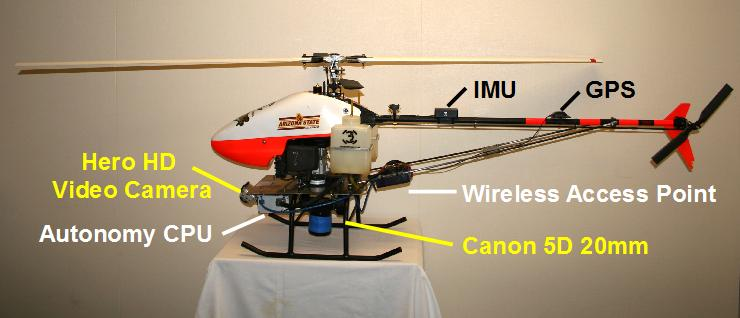 IMU
GPS
ARIZONA STATE
Hero HD
Video Camera
Wireless Access Point
Autonomy CPU
Canon 5D 20mm